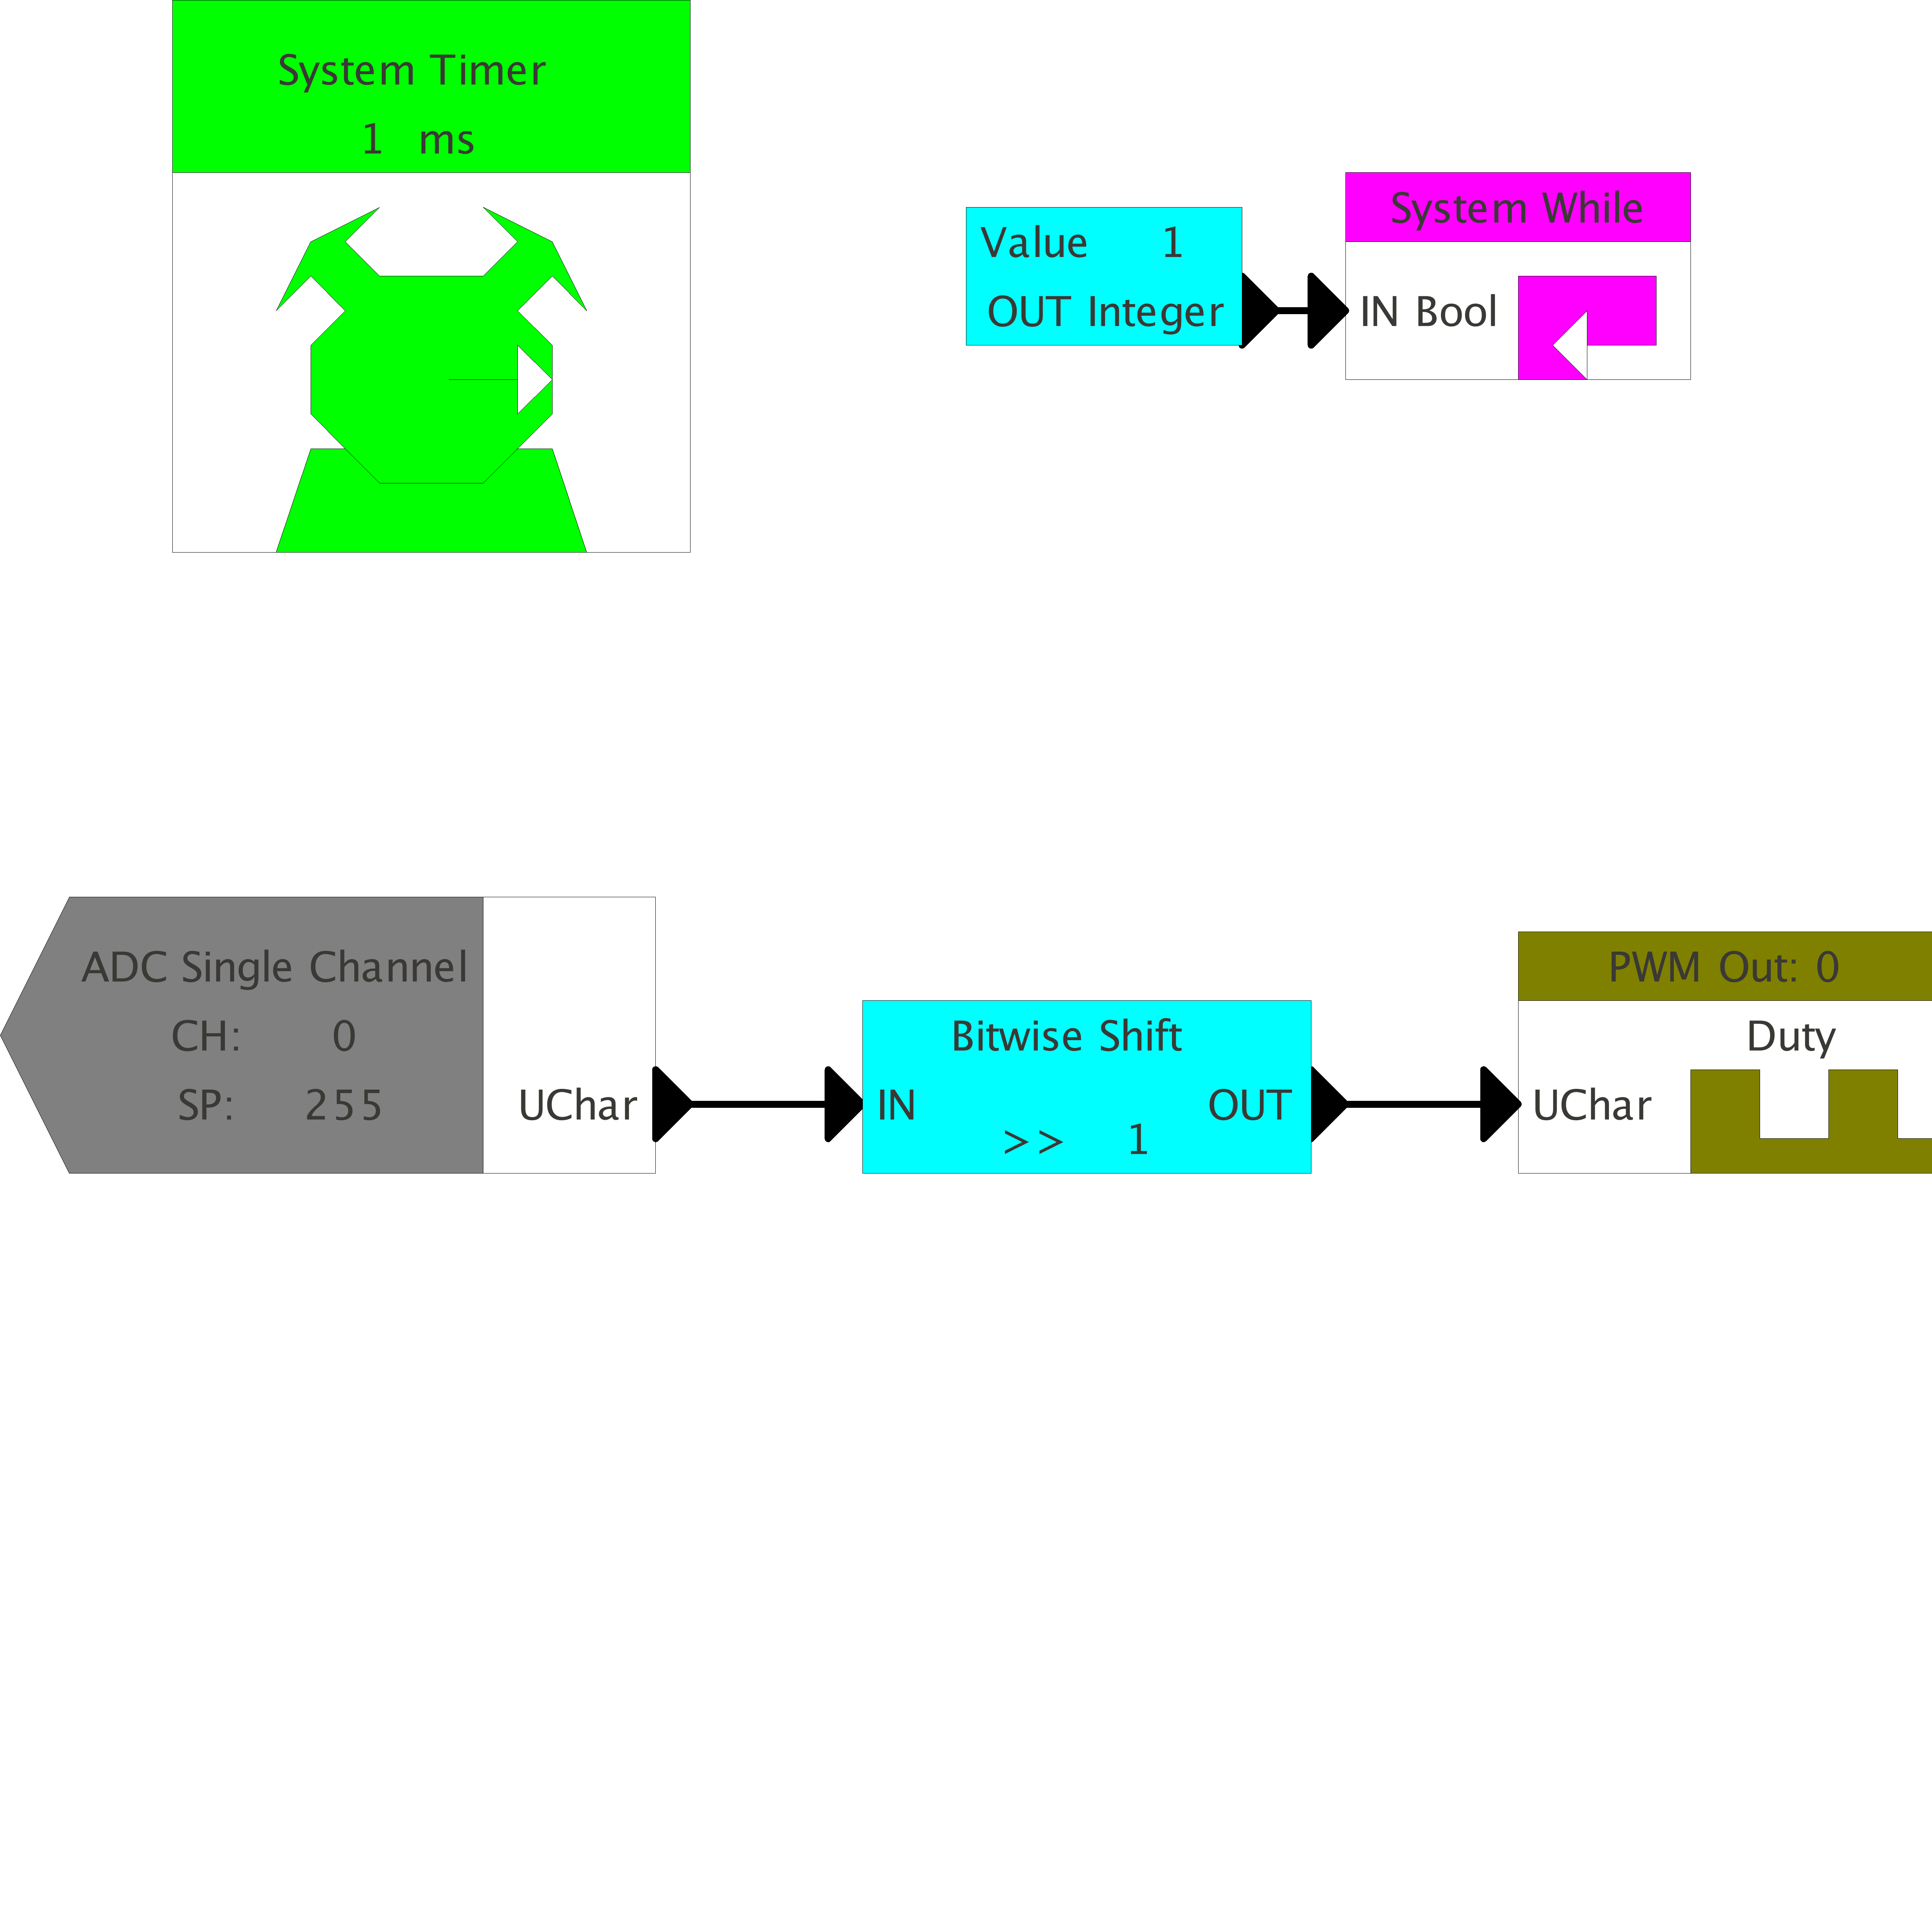 System Timer
1 ms
System While
Value 1
OUT Integer
IN Bool
ADC Single Channel
CH: 0
SP: 255
UChar
Bitwise Shift
IN
OUT
>> 1
PWM Out: 0
Duty
UChar